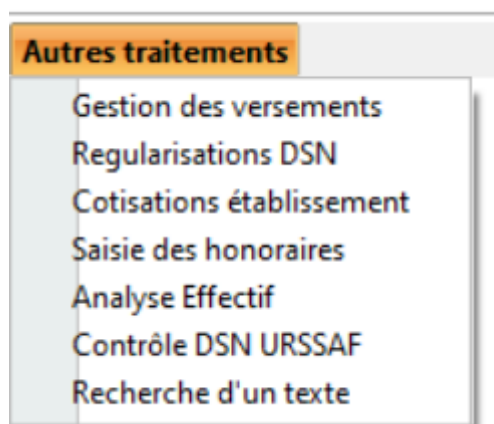 Autres traitements
Gestion des versements
Regularisations DSN
Cotisations établissement
Saisie des honoraires
Analyse Effectif
Contrôle DSN URSSAF
Recherche d'un texte